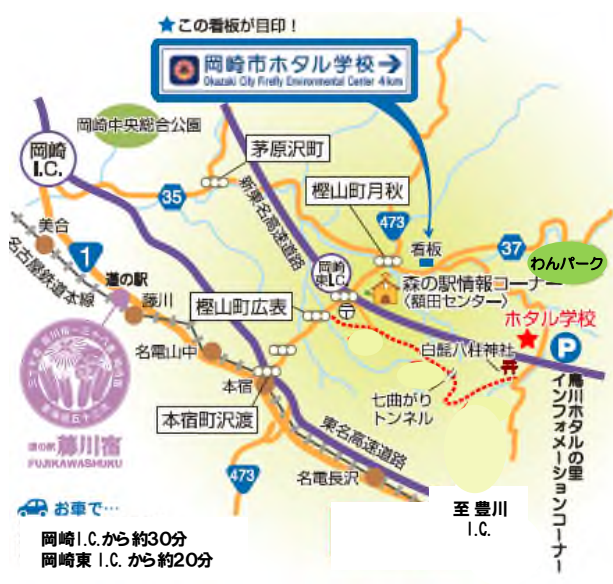 ★この看板が目印！
岡崎市ホタル学校→
Okazaki City Firefly Environmental Center 4km
岡崎中央総合公園
岡崎
I.C.
茅原沢町
35
新東名高速道路
樫山町月秋
473
看板
37
わんパーク
美合
1
名古屋鉄道本線
道の駅
藤川
岡崎
東I.C.
森の駅情報コーナー
〈額田センター〉
樫山町広表
ホタル学校
P
白髭八柱神社
名電山中
本宿
七曲がり
トンネル
鳥川ホタルの里
インフォメーションコーナー
本宿町沢渡
東名高速道路
道の駅 藤川宿
FUJIKAWASHUKU
473
名電長沢
至 豊川
I.C.
お車で…
岡崎I.C.から約30分
岡崎東 I.C. から約20分